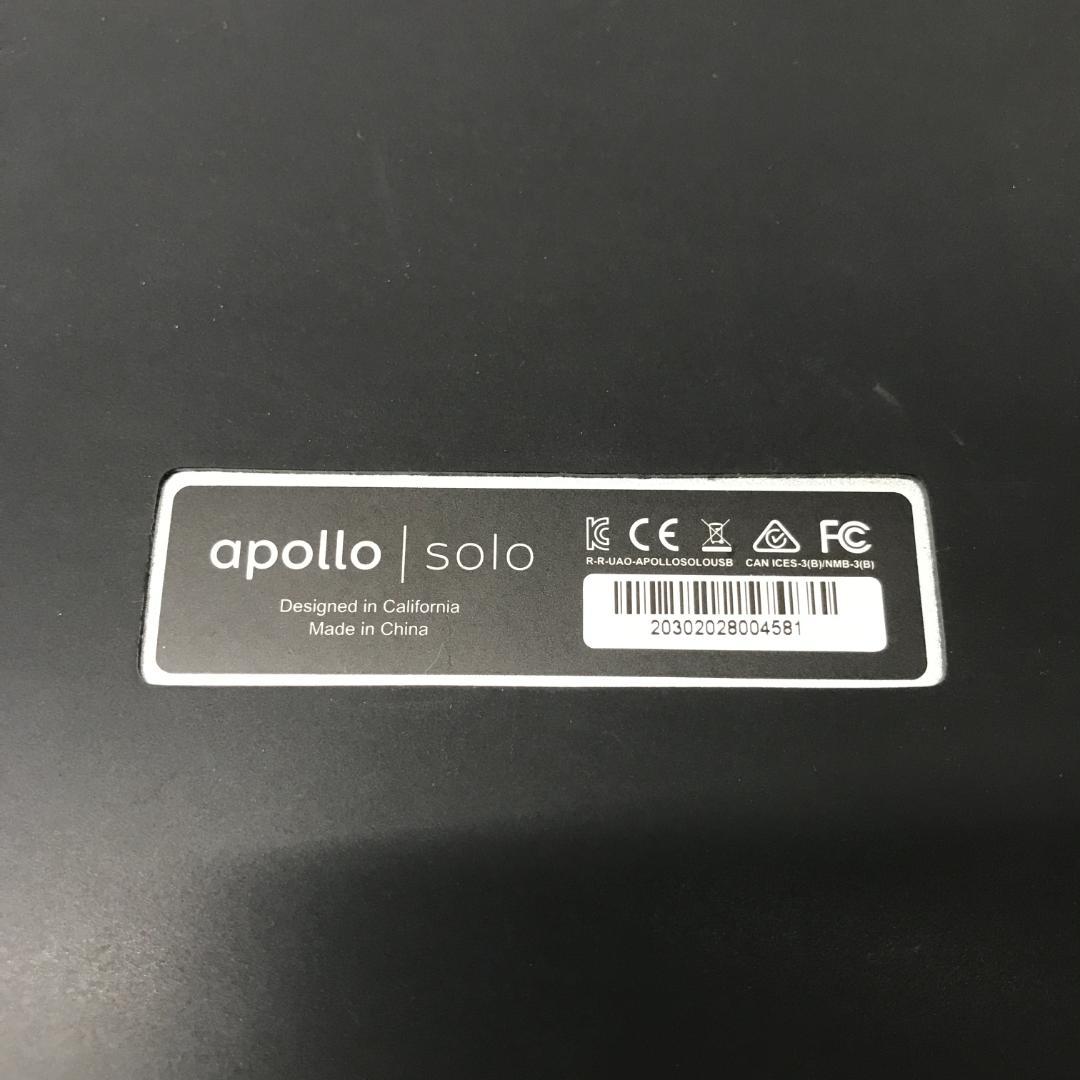 apollo | solo
Designed in California
Made in China
CE FC
R-R-UAO-APOLLOSOLOUSB CAN ICES-3(B)/NMB-3(B)
20302028004581